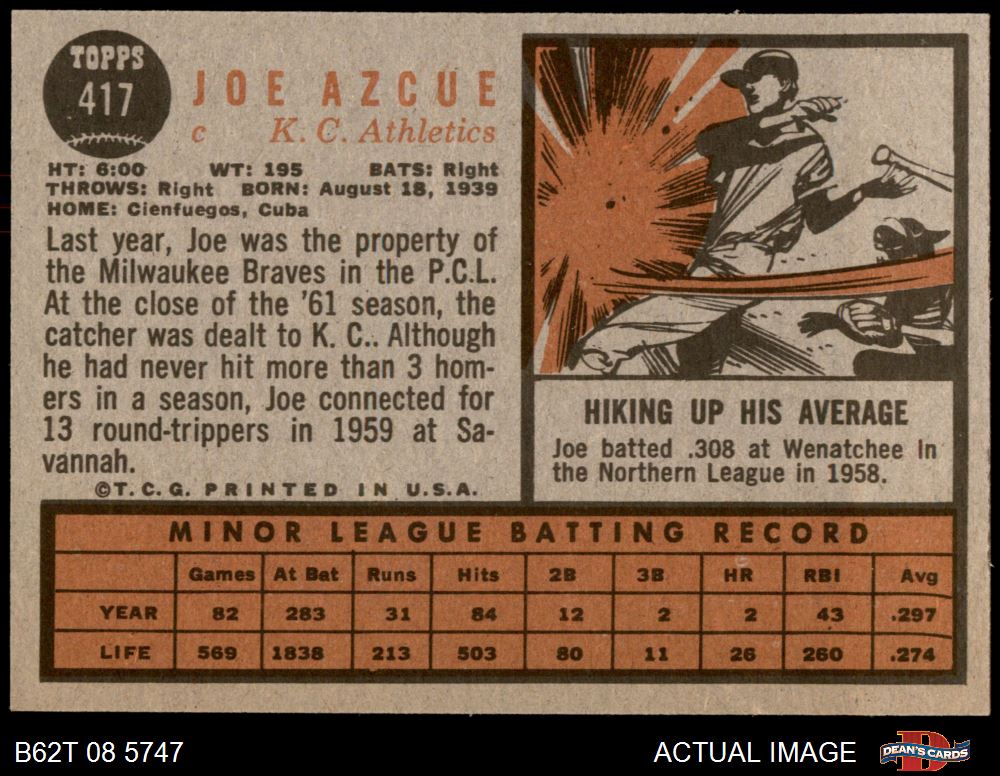 TOPPS
417
JOE AZCUE
c K. C. Athletics
HT: 6:00 WT: 195 BATS: Right
THROWS: Right BORN: August 18, 1939
HOME: Cienfuegos, Cuba
Last year, Joe was the property of
the Milwaukee Braves in the P.C.L.
At the close of the '61 season, the
catcher was dealt to K. C.. Although
he had never hit more than 3 hom-
ers in a season, Joe connected for
13 round-trippers in 1959 at Sa-
vannah.
©T. C. G. PRINTED IN U.S.A.
HIKING UP HIS AVERAGE
Joe batted .308 at Wenatchee in
the Northern League in 1958.
MINOR LEAGUE BATTING RECORD
Games At Bat Runs Hits 2B 3B HR RBI Avg
YEAR 82 283 31 84 12 2 2 43 .297
LIFE 569 1838 213 503 80 11 26 260 .274
B62T 08 5747 ACTUAL IMAGE DEAN'S CARDS